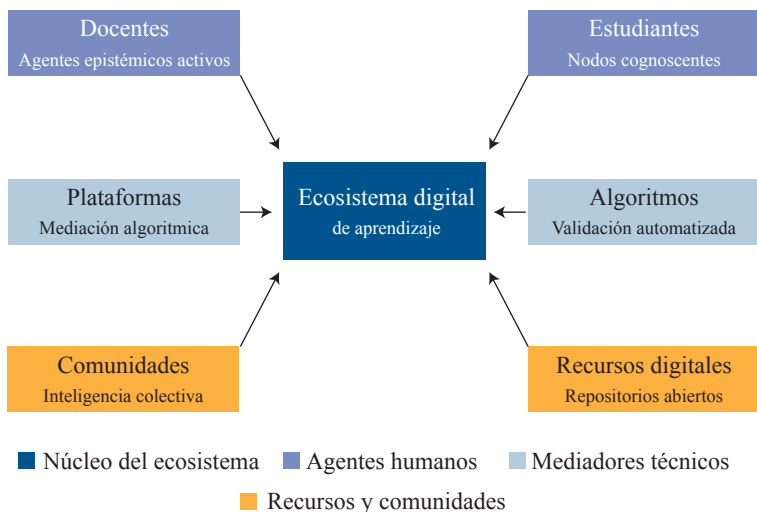 Docentes
Agentes epistémicos activos
Estudiantes
Nodos cognoscentes
Plataformas
Mediación algoritmica
Ecosistema digital
de aprendizaje
Algoritmos
Validación automatizada
Comunidades
Inteligencia colectiva
Recursos digitales
Repositorios abiertos
Núcleo del ecosistema
Agentes humanos
Mediadores técnicos
Recursos y comunidades